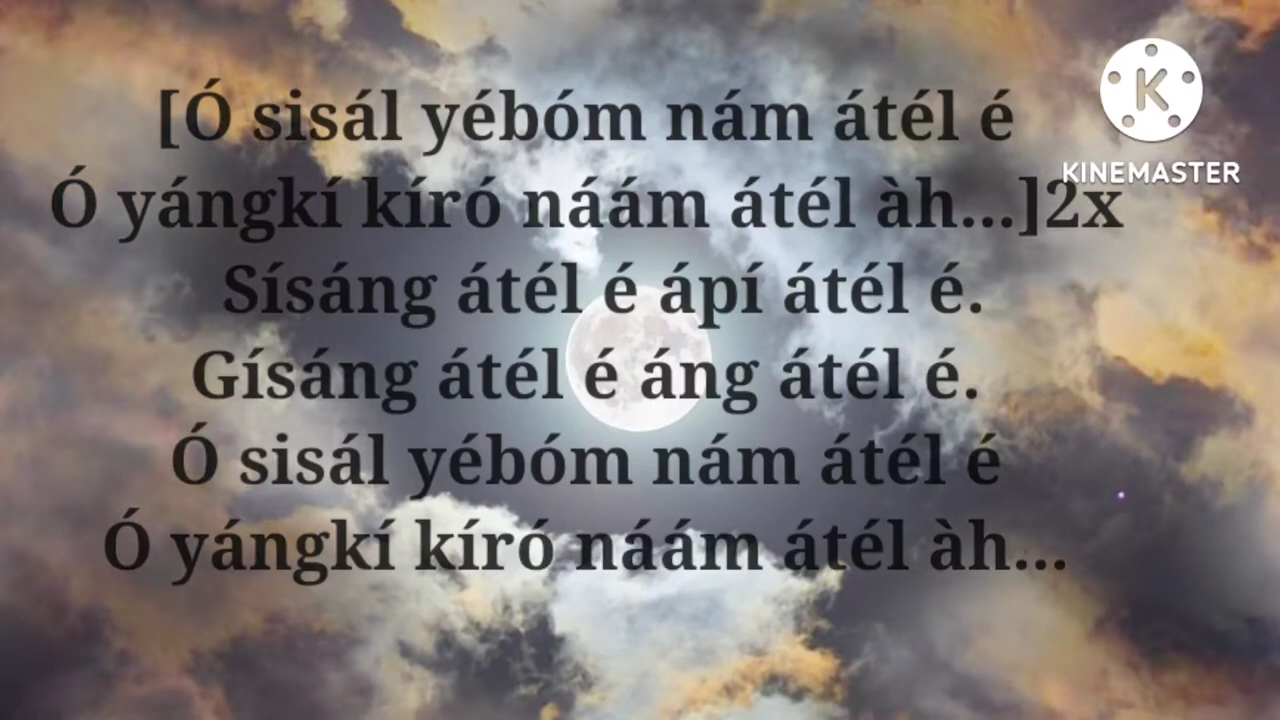 [Ó sisál yébóm nám átél é
Ó yángkí kíró náám átél àh...]2x
Sísáng átél é ápí átél é.
Gísáng átél é áng átél é.
Ó sisál yébóm nám átél é
Ó yángkí kíró náám átél àh...
K
KINEMASTER